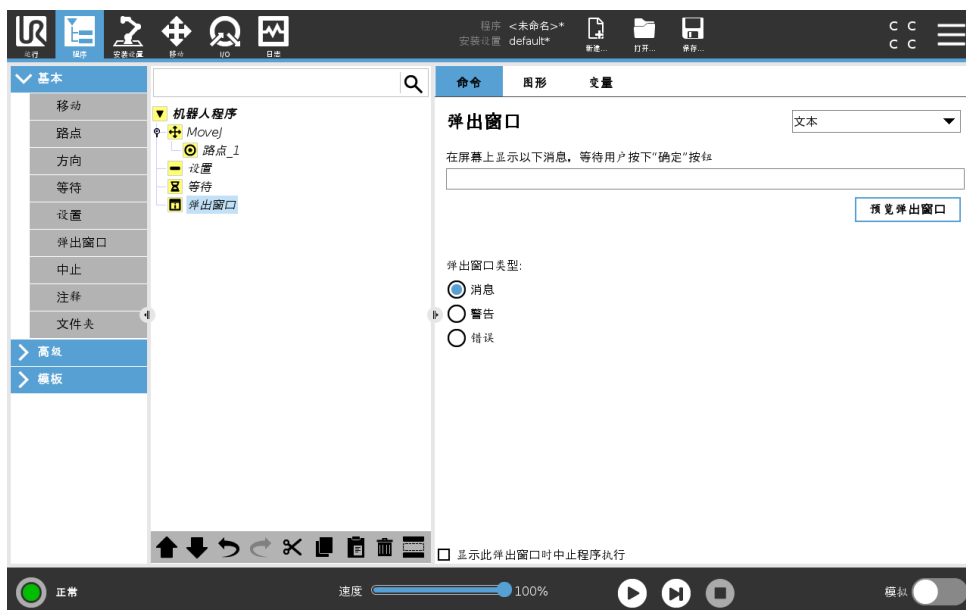 UR
运行
程序
安装设置
移动
I/O
日志
程序 <未命名>*
安装设置 default*
新建...
打开...
保存...
C C
C C
基本
移动
路点
方向
等待
设置
弹出窗口
中止
注释
文件夹
高级
模板
机器人程序
MoveJ
路点_1
设置
等待
弹出窗口
命令 图形 变量
弹出窗口
文本
在屏幕上显示以下消息，等待用户按下“确定”按钮
预览弹出窗口
弹出窗口类型:
消息
警告
错误
显示此弹出窗口时中止程序执行
正常
速度 100%
模拟